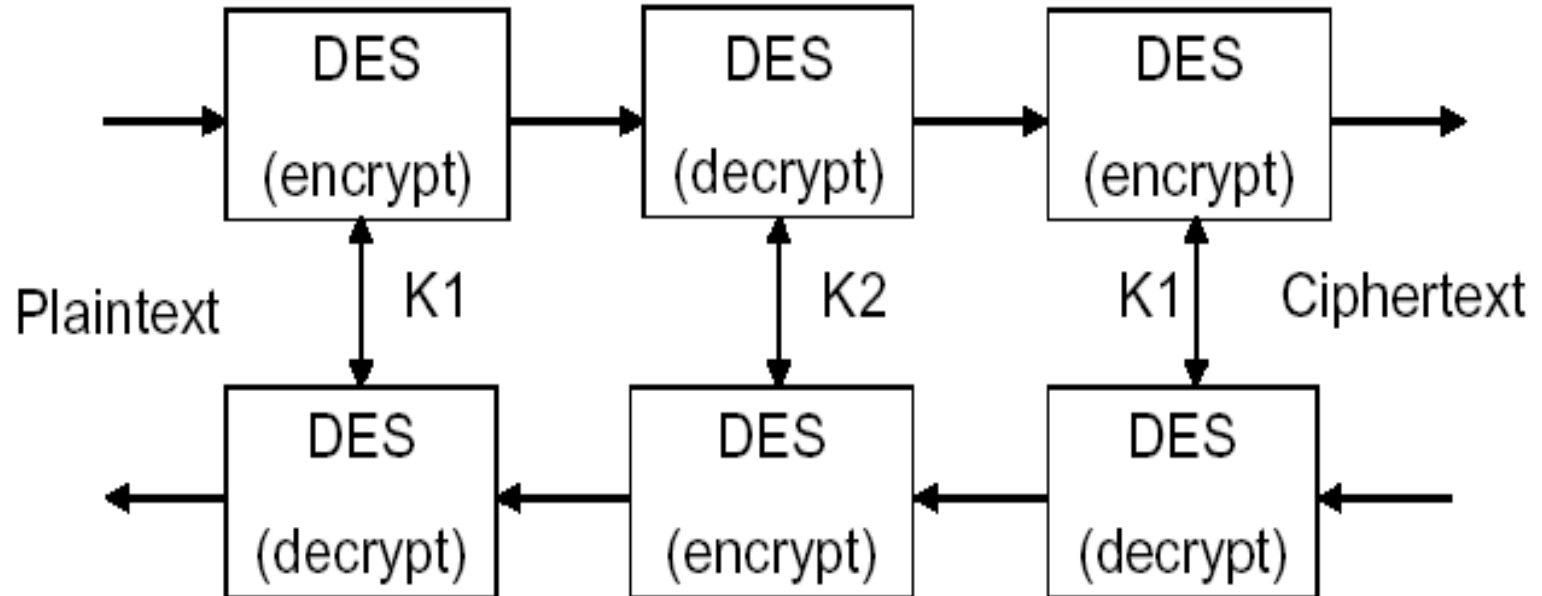 DES DES DES
(encrypt) (decrypt) (encrypt)
Plaintext K1 K2 K1 Ciphertext
DES DES DES
(decrypt) (encrypt) (decrypt)